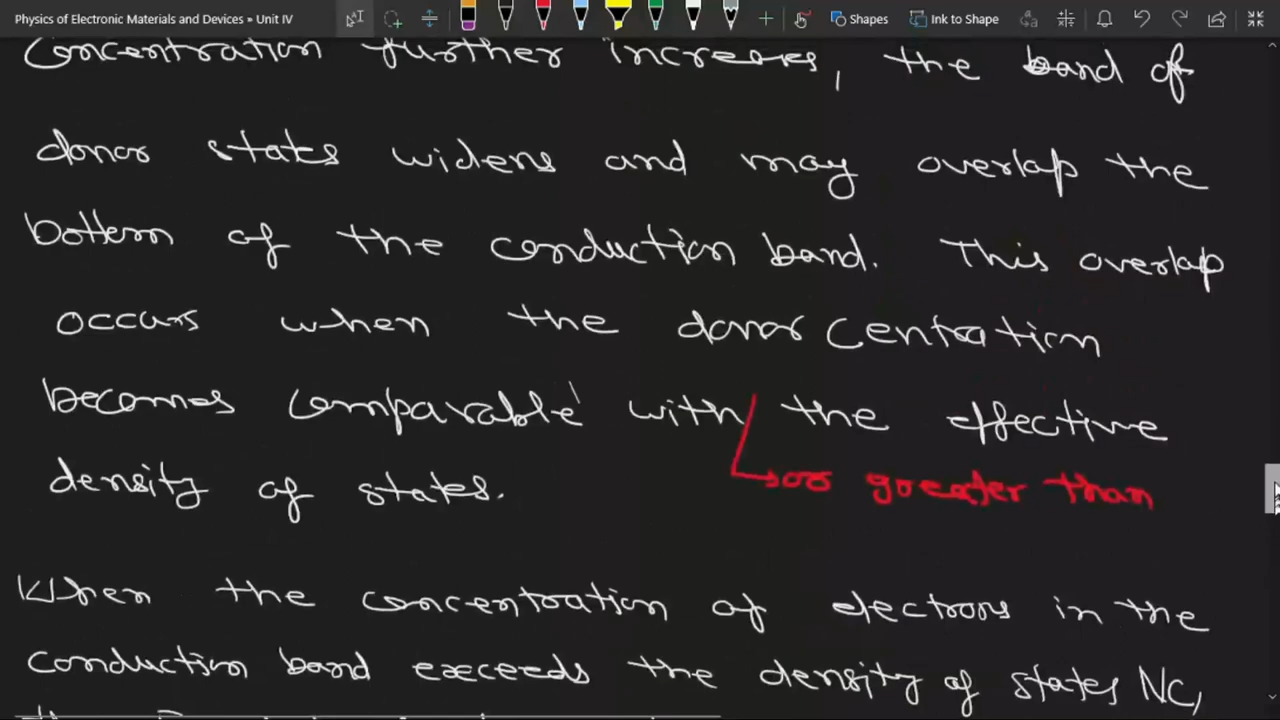 Physics of Electronic Materials and Devices » Unit IV
Shapes
Ink to Shape
Concentration further increases, the band of
donor states widens and may overlap the
bottom of the conduction band. This overlap
occurs when the donor Centration
becomes comparable with the effective
or greater than
density of states.
When the concentration of electrons in the
conduction band exceeds the density of states NC,